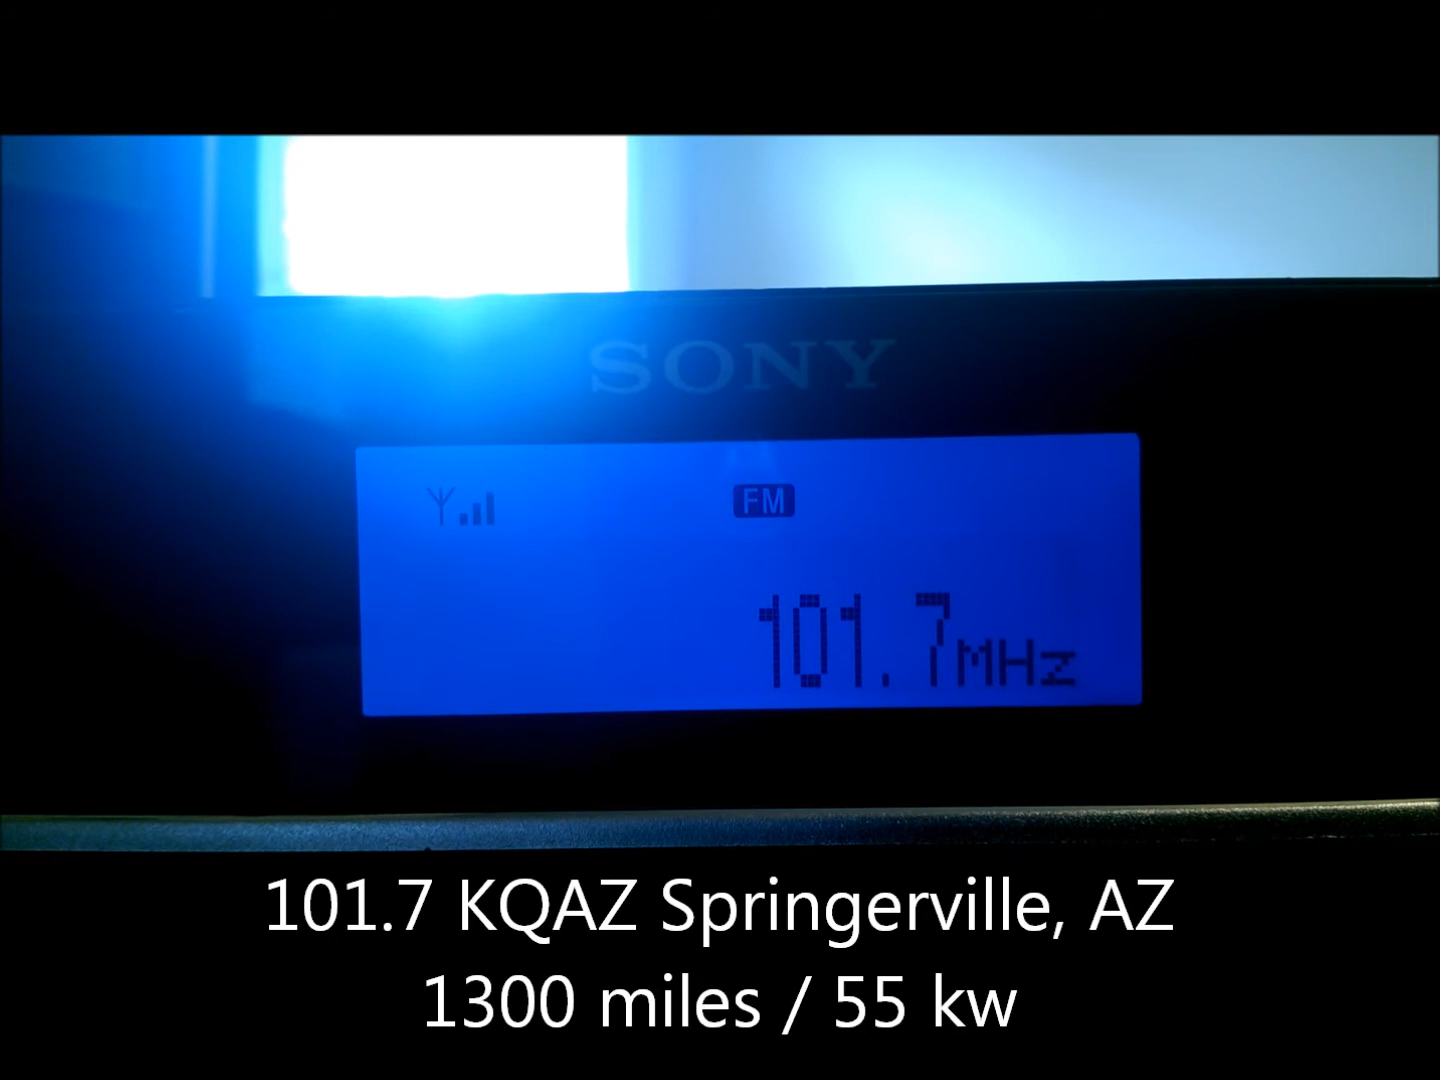 SONY
FM
101.7MHz
101.7 KQAZ Springerville, AZ
1300 miles / 55 kw